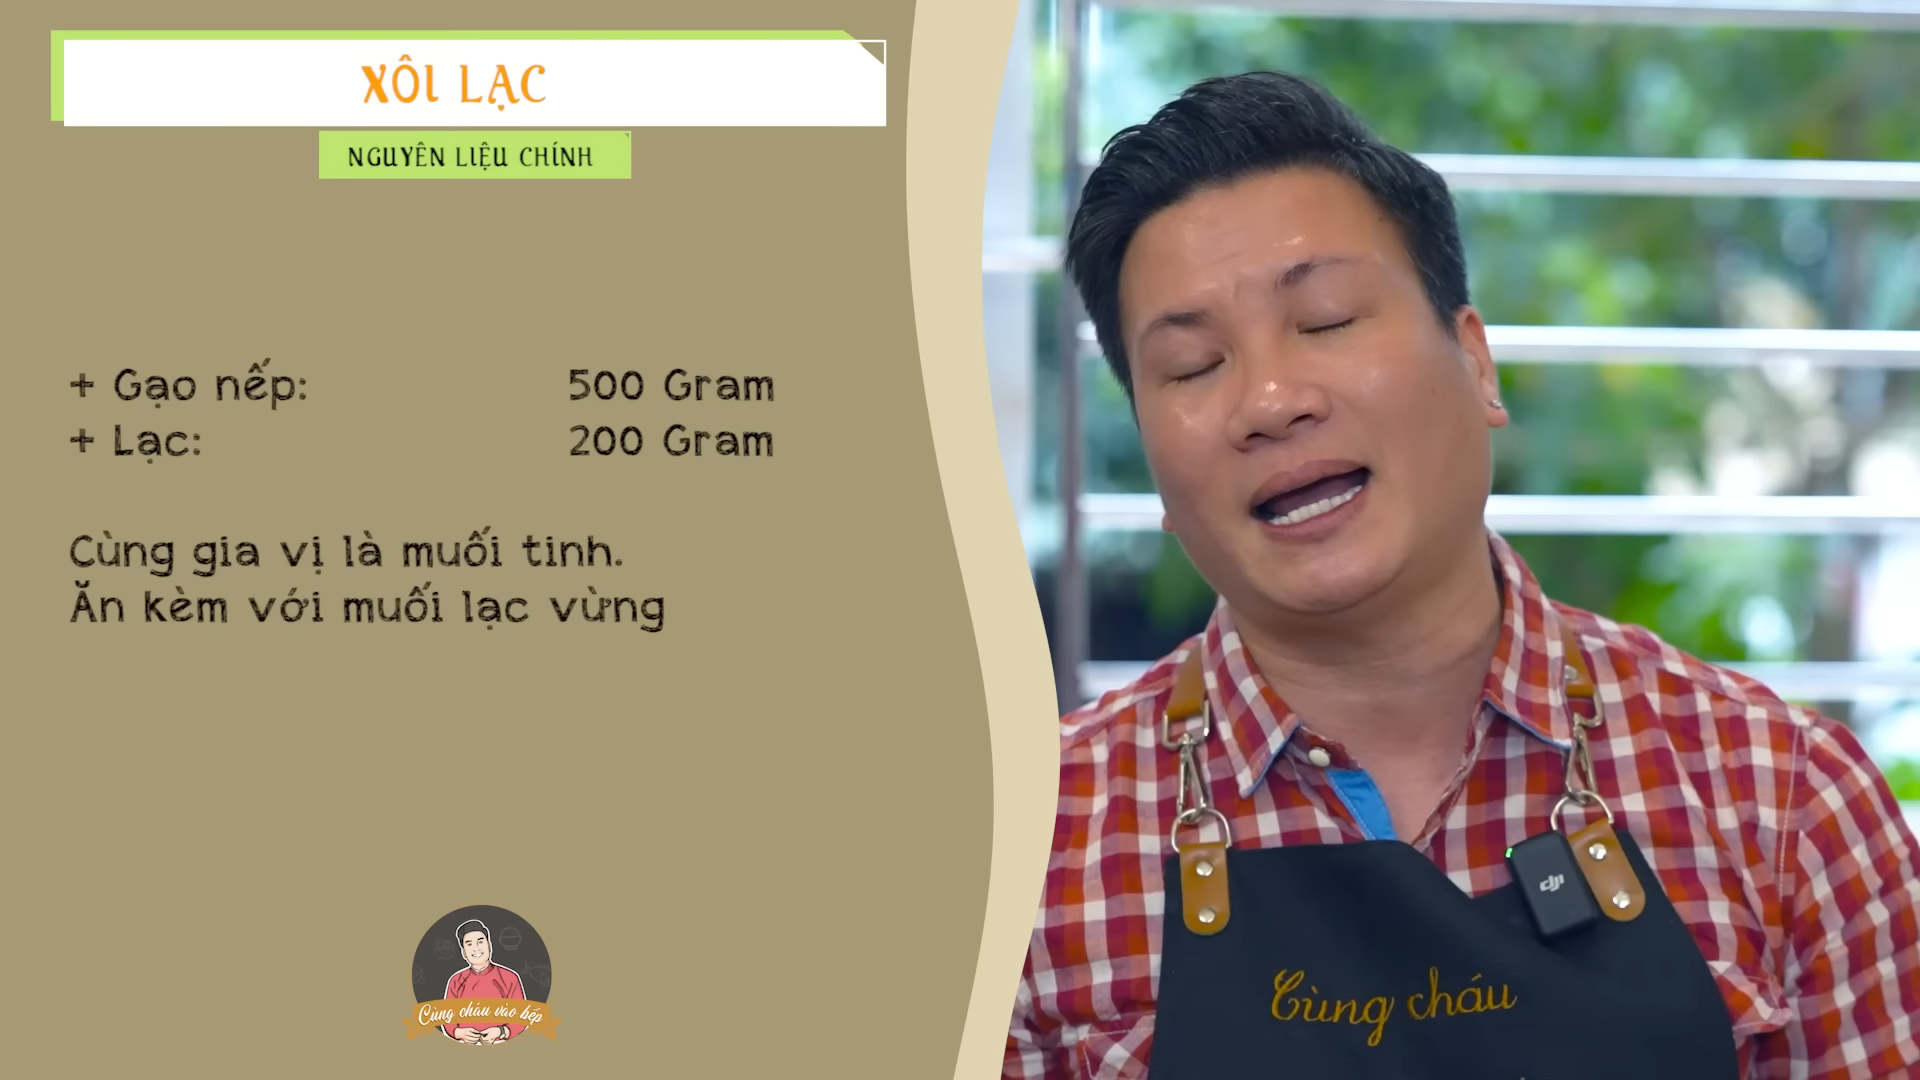 XÔI LẠC
NGUYÊN LIỆU CHÍNH
+ Gạo nếp: 500 Gram
+ Lạc: 200 Gram
Cùng gia vị là muối tinh.
Ăn kèm với muối lạc vừng
Cùng cháu vào bếp
dji
Cùng cháu